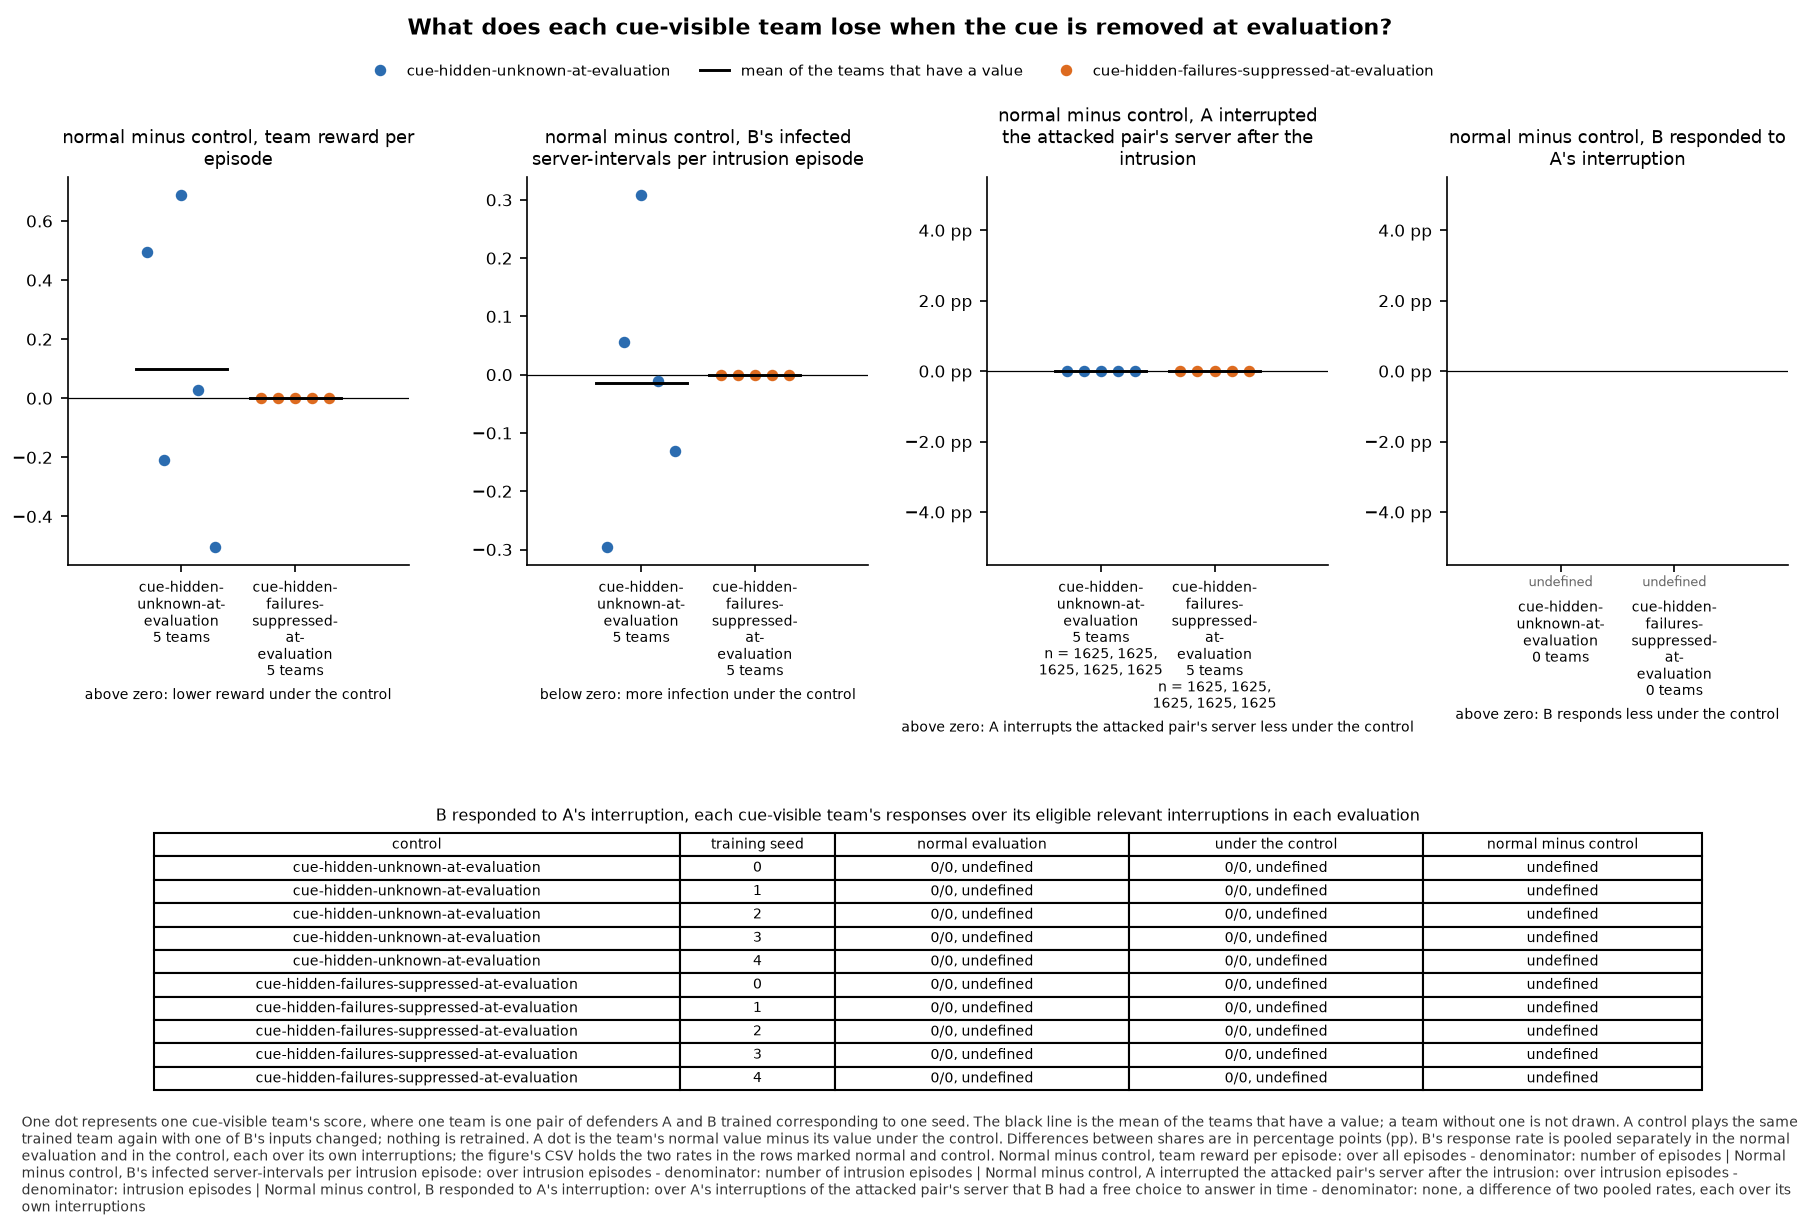 What does each cue-visible team lose when the cue is removed at evaluation?
cue-hidden-unknown-at-evaluation
mean of the teams that have a value
cue-hidden-failures-suppressed-at-evaluation
normal minus control, team reward per
episode
0.6
0.4
0.2
0.0
−0.2
−0.4
cue-hidden-
unknown-at-
evaluation
5 teams
cue-hidden-
failures-
suppressed-
at-
evaluation
5 teams
above zero: lower reward under the control
normal minus control, B's infected
server-intervals per intrusion episode
0.3
0.2
0.1
0.0
−0.1
−0.2
−0.3
cue-hidden-
unknown-at-
evaluation
5 teams
cue-hidden-
failures-
suppressed-
at-
evaluation
5 teams
below zero: more infection under the control
normal minus control, A interrupted
the attacked pair's server after the
intrusion
4.0 pp
2.0 pp
0.0 pp
−2.0 pp
−4.0 pp
cue-hidden-
unknown-at-
evaluation
5 teams
n = 1625, 1625,
1625, 1625, 1625
cue-hidden-
failures-
suppressed-
at-
evaluation
5 teams
n = 1625, 1625,
1625, 1625, 1625
above zero: A interrupts the attacked pair's server less under the control
normal minus control, B responded to
A's interruption
4.0 pp
2.0 pp
0.0 pp
−2.0 pp
−4.0 pp
undefined
cue-hidden-
unknown-at-
evaluation
0 teams
undefined
cue-hidden-
failures-
suppressed-
at-
evaluation
0 teams
above zero: B responds less under the control
B responded to A's interruption, each cue-visible team's responses over its eligible relevant interruptions in each evaluation
control training seed normal evaluation under the control normal minus control
cue-hidden-unknown-at-evaluation 0 0/0, undefined 0/0, undefined undefined
cue-hidden-unknown-at-evaluation 1 0/0, undefined 0/0, undefined undefined
cue-hidden-unknown-at-evaluation 2 0/0, undefined 0/0, undefined undefined
cue-hidden-unknown-at-evaluation 3 0/0, undefined 0/0, undefined undefined
cue-hidden-unknown-at-evaluation 4 0/0, undefined 0/0, undefined undefined
cue-hidden-failures-suppressed-at-evaluation 0 0/0, undefined 0/0, undefined undefined
cue-hidden-failures-suppressed-at-evaluation 1 0/0, undefined 0/0, undefined undefined
cue-hidden-failures-suppressed-at-evaluation 2 0/0, undefined 0/0, undefined undefined
cue-hidden-failures-suppressed-at-evaluation 3 0/0, undefined 0/0, undefined undefined
cue-hidden-failures-suppressed-at-evaluation 4 0/0, undefined 0/0, undefined undefined
One dot represents one cue-visible team's score, where one team is one pair of defenders A and B trained corresponding to one seed. The black line is the mean of the teams that have a value; a team without one is not drawn. A control plays the same
trained team again with one of B's inputs changed; nothing is retrained. A dot is the team's normal value minus its value under the control. Differences between shares are in percentage points (pp). B's response rate is pooled separately in the normal
evaluation and in the control, each over its own interruptions; the figure's CSV holds the two rates in the rows marked normal and control. Normal minus control, team reward per episode: over all episodes - denominator: number of episodes | Normal
minus control, B's infected server-intervals per intrusion episode: over intrusion episodes - denominator: number of intrusion episodes | Normal minus control, A interrupted the attacked pair's server after the intrusion: over intrusion episodes -
denominator: intrusion episodes | Normal minus control, B responded to A's interruption: over A's interruptions of the attacked pair's server that B had a free choice to answer in time - denominator: none, a difference of two pooled rates, each over its
own interruptions